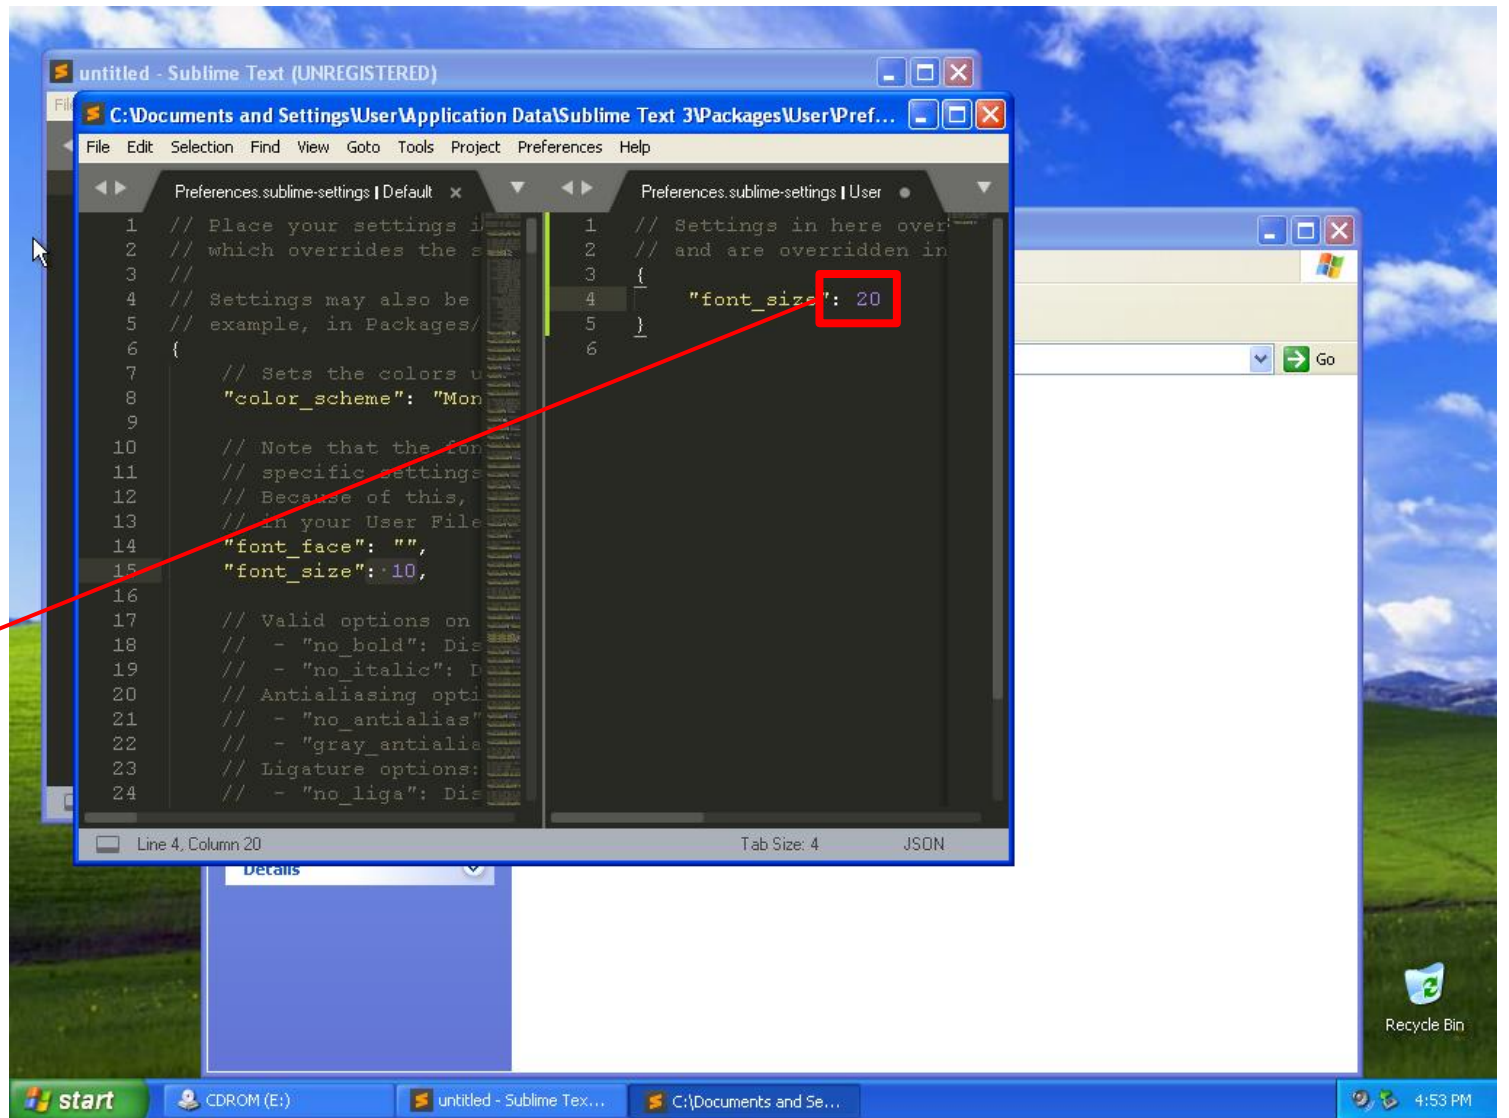 untitled - Sublime Text (UNREGISTERED)
C:\Documents and Settings\User\Application Data\Sublime Text 3\Packages\User\Pref...
File Edit Selection Find View Goto Tools Project Preferences Help
Preferences.sublime-settings | Default
Preferences.sublime-settings | User
1 // Place your settings
2 // which overrides the
3 //
4 // Settings may also be
5 // example, in Packages/
6 {
7 // Sets the colors
8 "color_scheme": "Mon
9
10 // Note that the fon
11 // specific settings
12 // Because of this,
13 // in your User File
14 "font_face": "",
15 "font_size": 10,
16
17 // Valid options on
18 // - "no_bold": Dis
19 // - "no_italic": D
20 // Antialiasing opti
21 // - "no_antialias"
22 // - "gray_antialia
23 // Ligature options:
24 // - "no_liga": Dis
1 // Settings in here over
2 // and are overridden in
3 {
4 "font_size": 20
5 }
6
Line 4, Column 20
Tab Size: 4
JSON
Go
Details
Recycle Bin
start
CDROM (E:)
untitled - Sublime Tex...
C:\Documents and Se...
4:53 PM